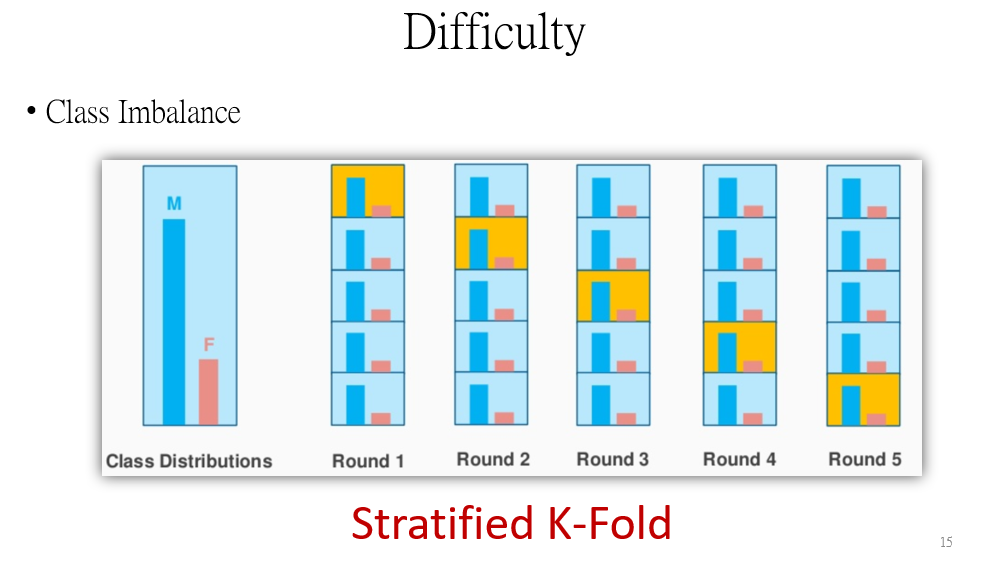 Difficulty
• Class Imbalance
M
F
Class Distributions
Round 1
Round 2
Round 3
Round 4
Round 5
Stratified K-Fold
15